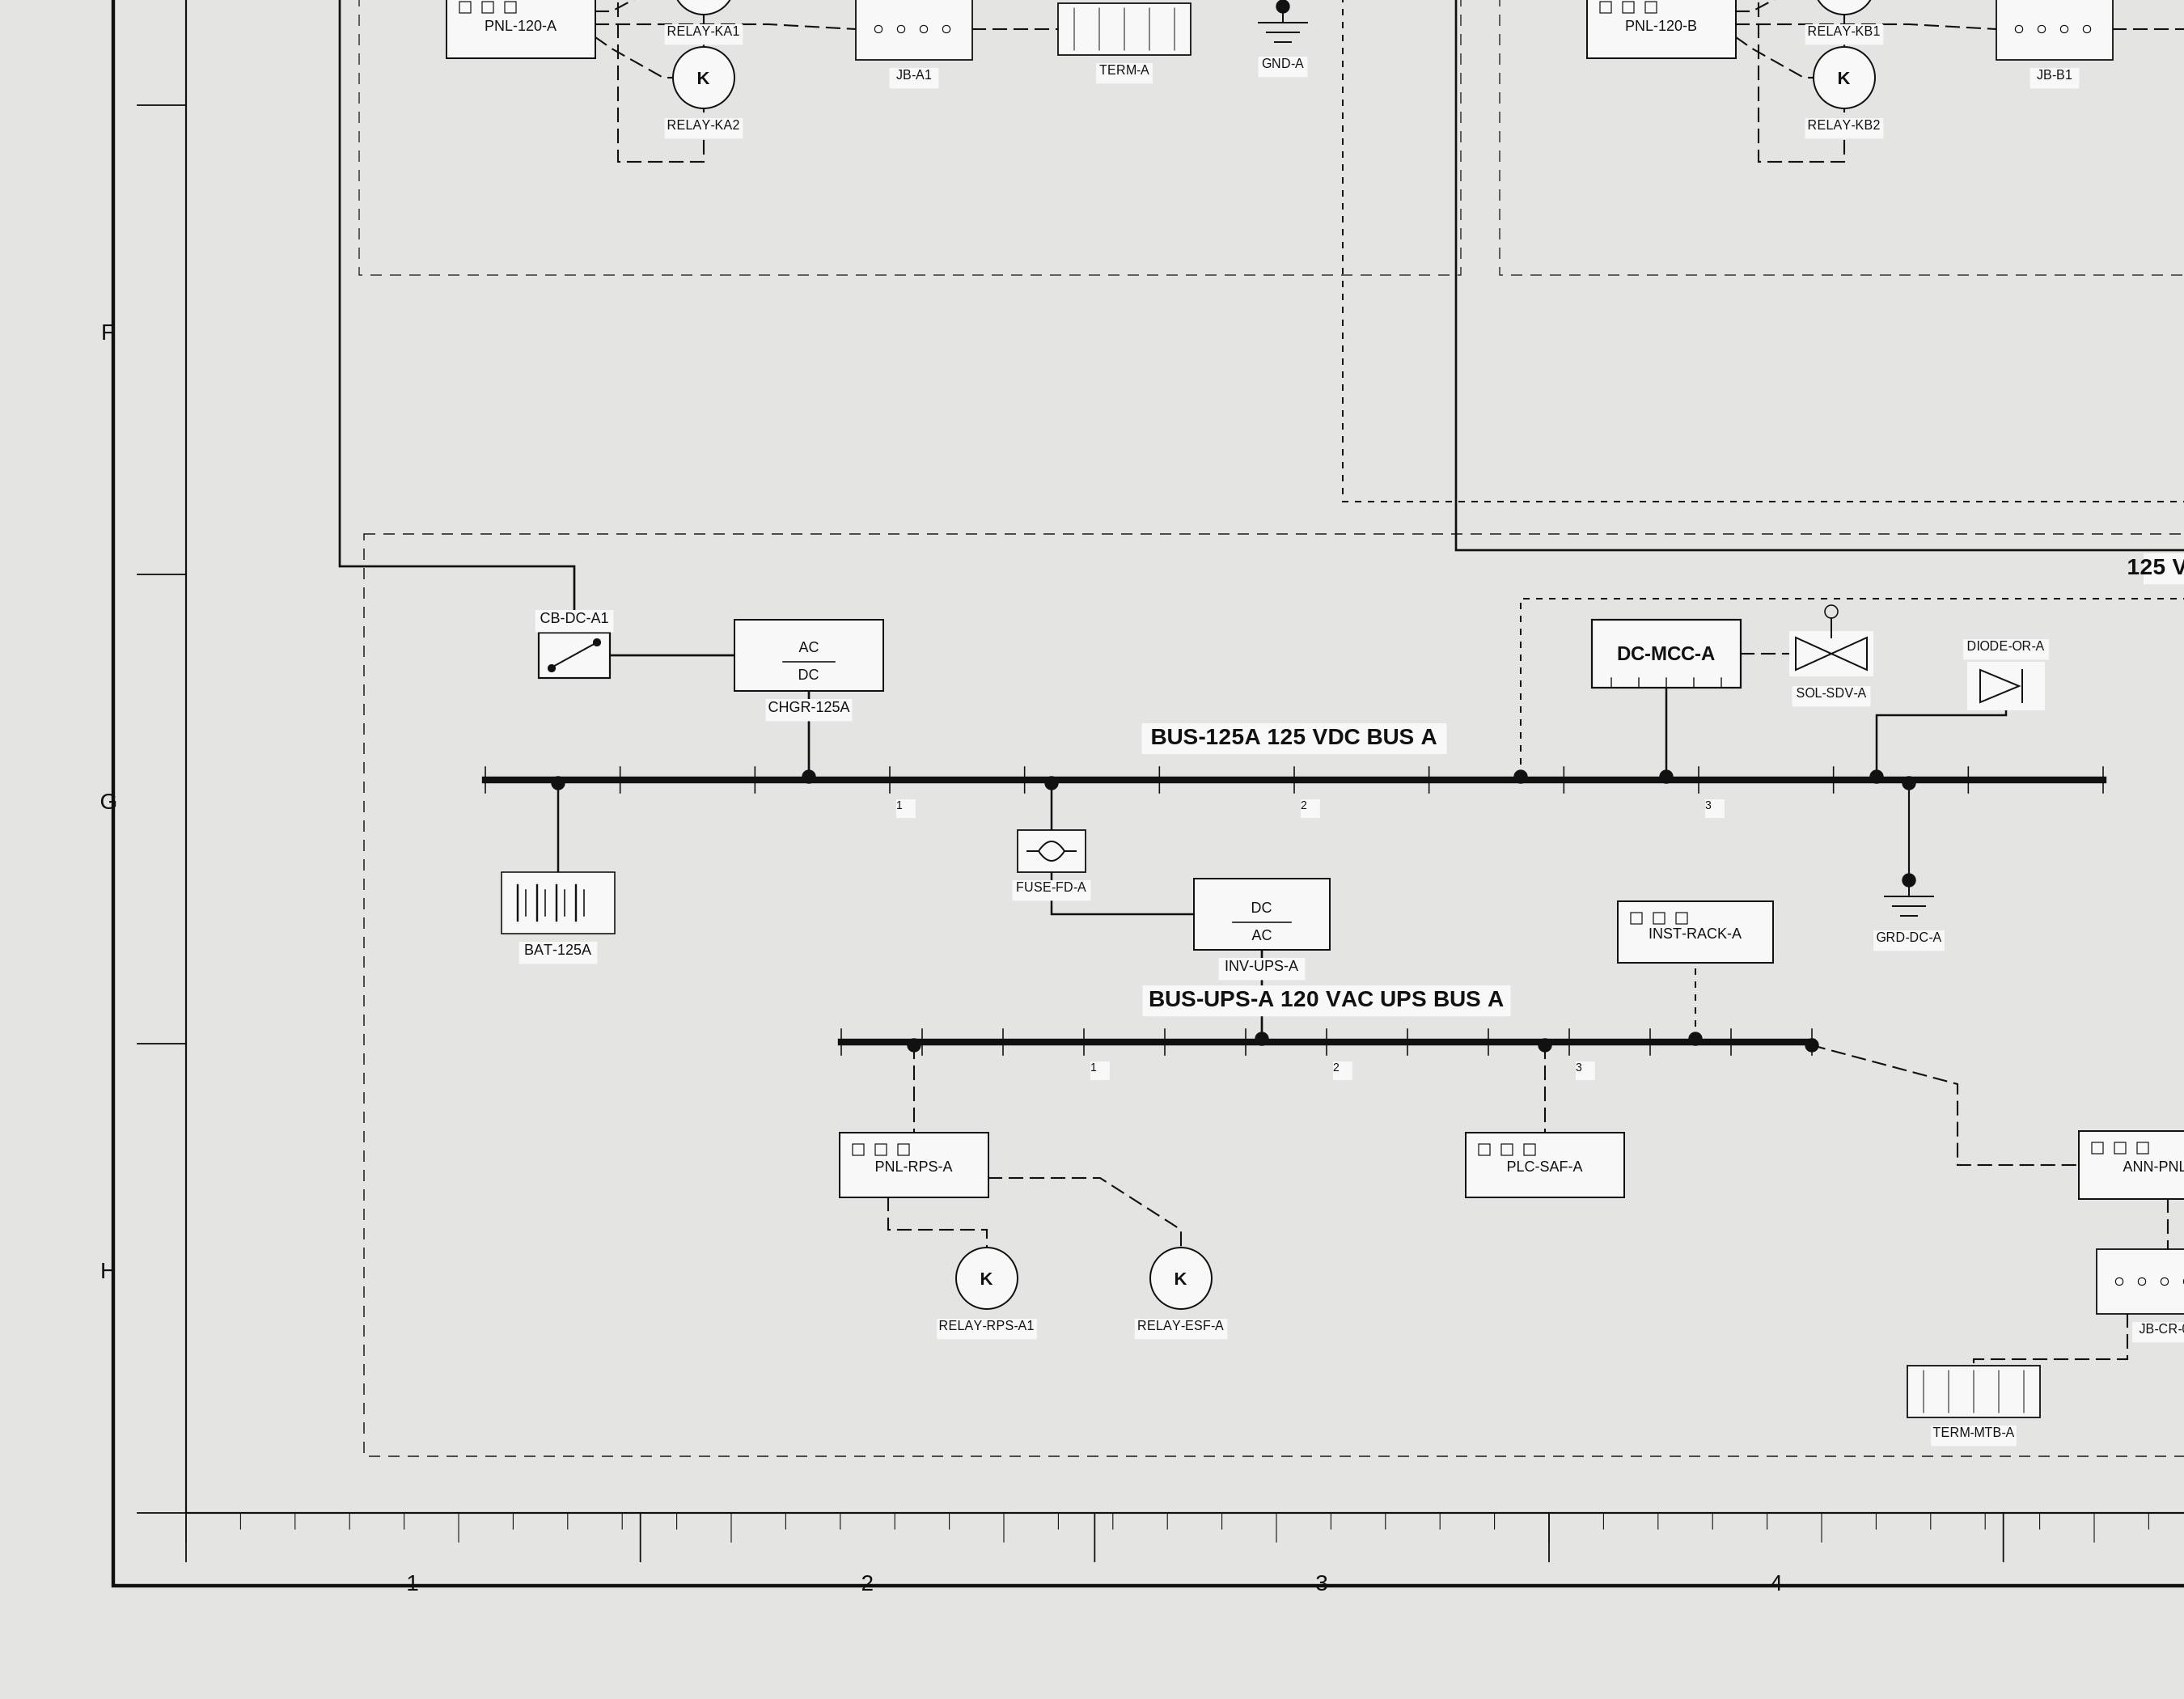 PNL-120-A
RELAY-KA1
K
RELAY-KA2
JB-A1
TERM-A
GND-A
PNL-120-B
RELAY-KB1
K
RELAY-KB2
JB-B1
F
125 V
CB-DC-A1
AC
DC
CHGR-125A
DC-MCC-A
SOL-SDV-A
DIODE-OR-A
BUS-125A 125 VDC BUS A
G
1
2
3
FUSE-FD-A
BAT-125A
DC
AC
INV-UPS-A
INST-RACK-A
GRD-DC-A
BUS-UPS-A 120 VAC UPS BUS A
1
2
3
PNL-RPS-A
PLC-SAF-A
ANN-PNL
H
K
K
RELAY-RPS-A1
RELAY-ESF-A
JB-CR-
TERM-MTB-A
1
2
3
4